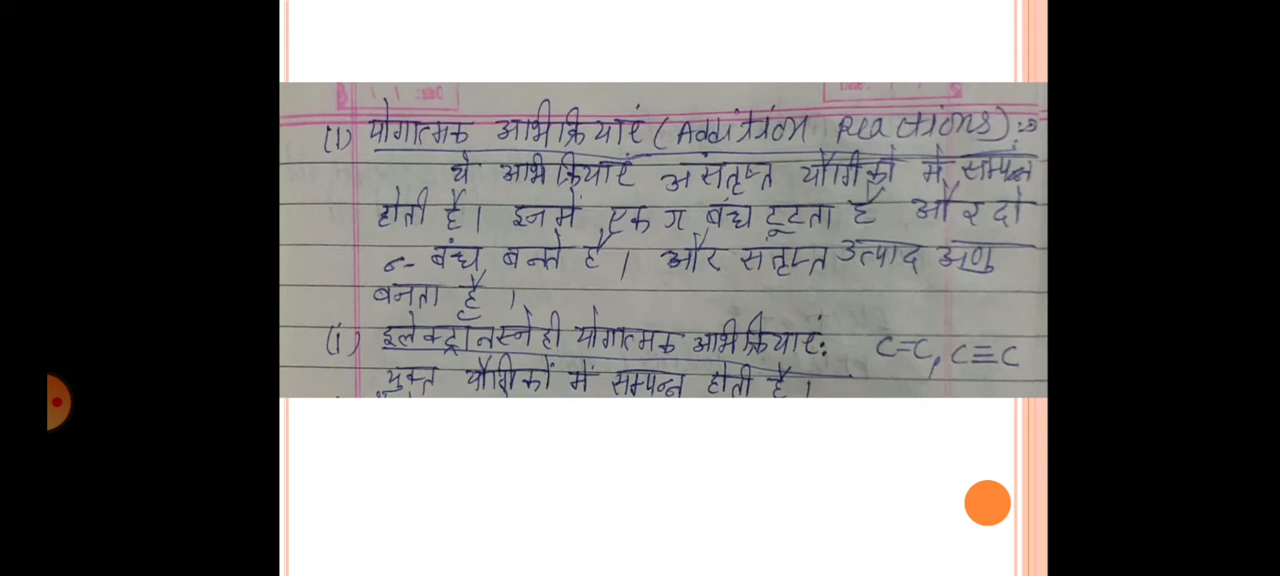 (1) योगात्मक अभिक्रियाएं (Addition Reactions) :→
ये अभिक्रियाएं असंतृप्त यौगिकों में सम्पन्न
होती है। इनमें एक π बंध टूटता है और दो
σ- बंध बनते है। और संतृप्त उत्पाद अणु
बनता है।
(i) इलेक्ट्रानस्नेही योगात्मक अभिक्रियाएं: C=C, C≡C
युक्त यौगिकों में सम्पन्न होती है।